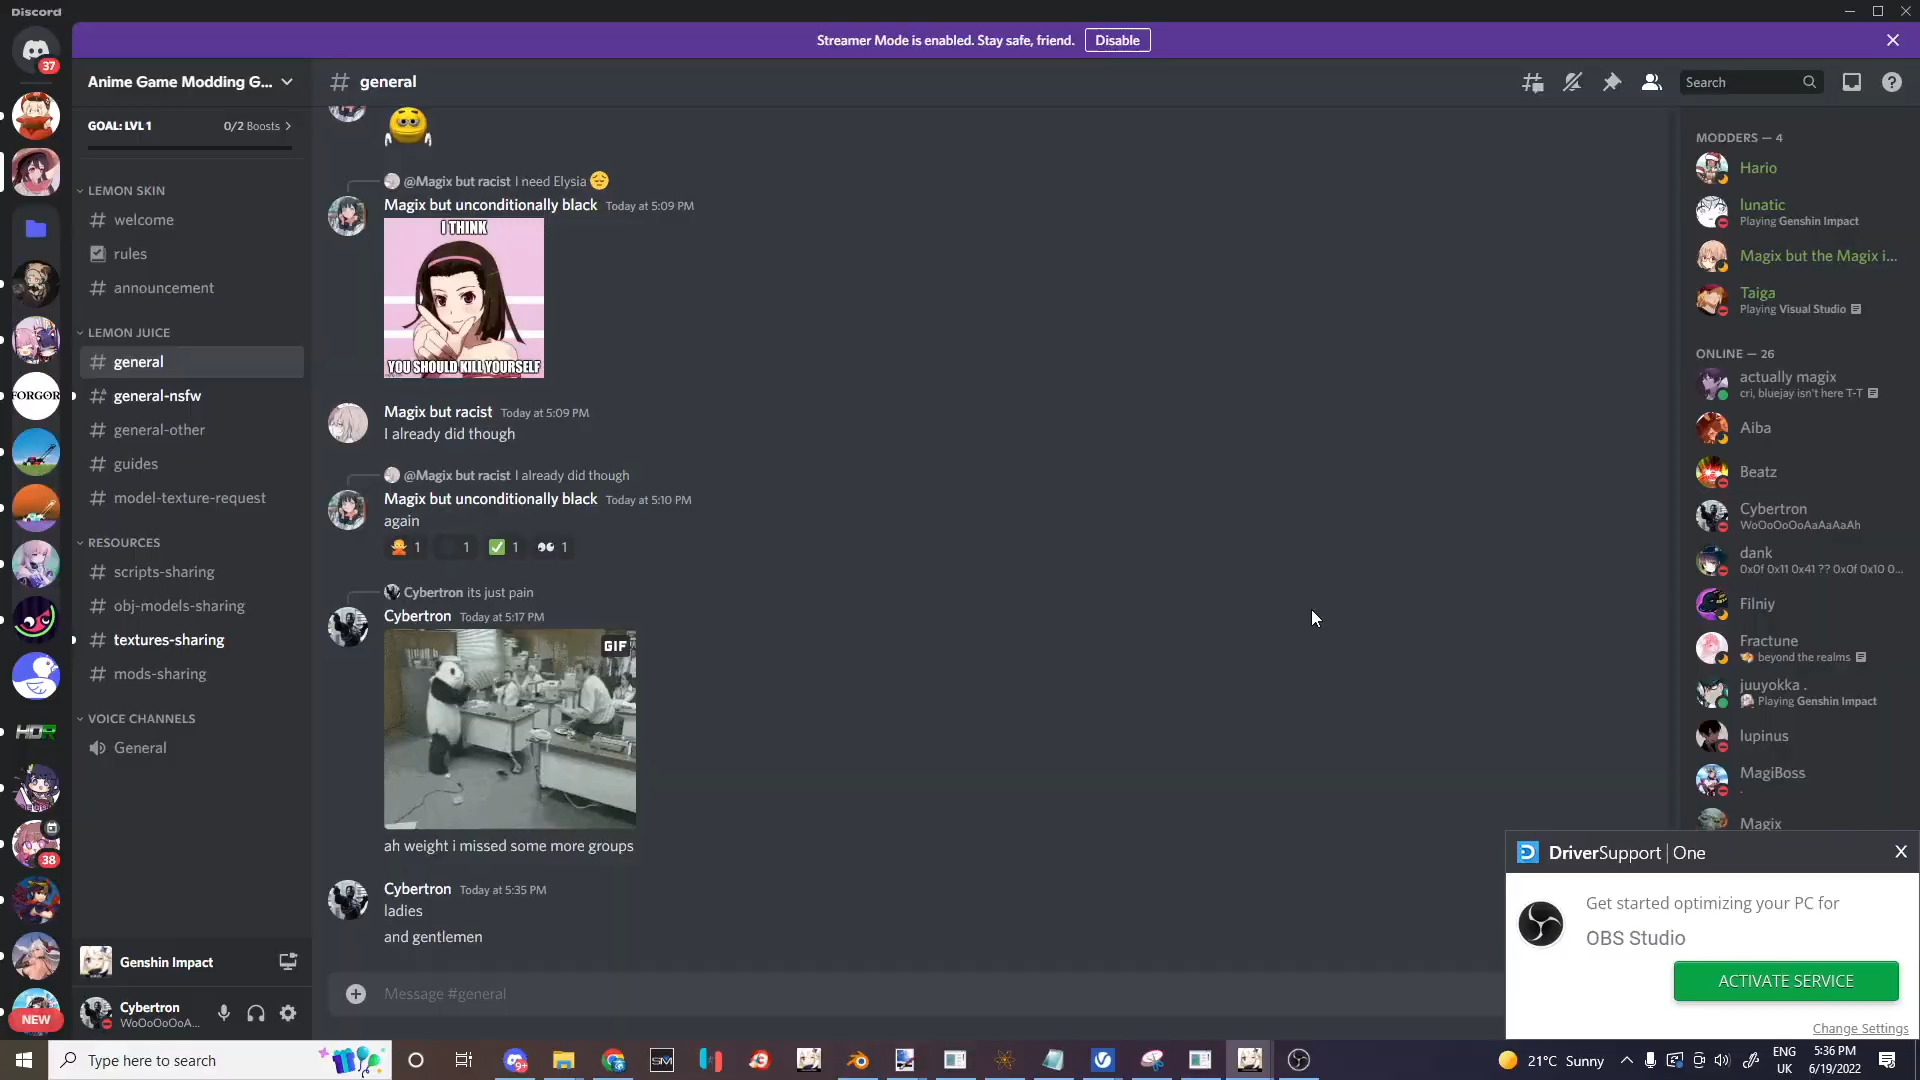 Discord
Streamer Mode is enabled. Stay safe, friend.
Disable
37
Anime Game Modding G...
GOAL: LVL 1
0/2 Boosts
LEMON SKIN
welcome
rules
announcement
LEMON JUICE
general
general-nsfw
general-other
guides
model-texture-request
RESOURCES
scripts-sharing
obj-models-sharing
textures-sharing
mods-sharing
VOICE CHANNELS
General
FORGOR
HDR
38
NEW
Genshin Impact
Cybertron
WoOoOoOoA...
general
Search
@Magix but racist I need Elysia
Magix but unconditionally black Today at 5:09 PM
I THINK
YOU SHOULD KILL YOURSELF
Magix but racist Today at 5:09 PM
I already did though
@Magix but racist I already did though
Magix but unconditionally black Today at 5:10 PM
again
1
1
1
1
Cybertron its just pain
Cybertron Today at 5:17 PM
GIF
ah weight i missed some more groups
Cybertron Today at 5:35 PM
ladies
and gentlemen
Message #general
MODDERS — 4
Hario
lunatic
Playing Genshin Impact
Magix but the Magix i...
Taiga
Playing Visual Studio
ONLINE — 26
actually magix
cri, bluejay isn't here T-T
Aiba
Beatz
Cybertron
WoOoOoOoAaAaAaAh
dank
0x0f 0x11 0x41 ?? 0x0f 0x10 0...
Filniy
Fractune
beyond the realms
juuyokka .
Playing Genshin Impact
lupinus
MagiBoss
.
Magix
DriverSupport | One
X
Get started optimizing your PC for
OBS Studio
ACTIVATE SERVICE
Change Settings
Type here to search
9+
SM
21°C Sunny
ENG
UK
5:36 PM
6/19/2022